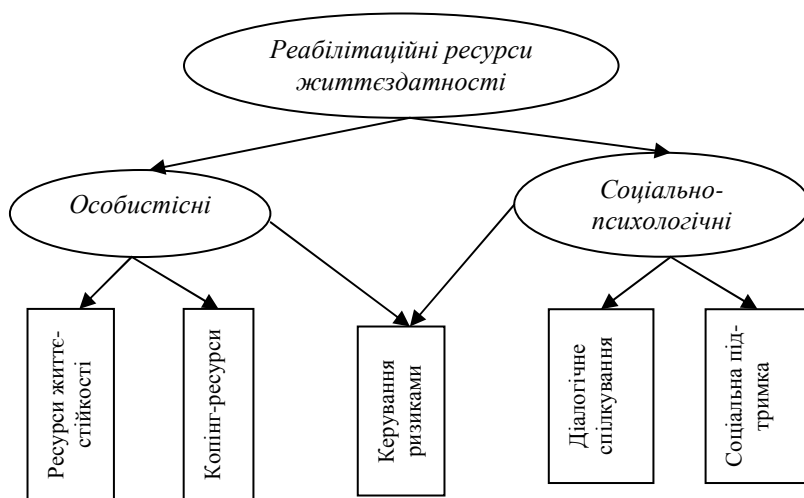 Реабілітаційні ресурси
життєздатності
Особистісні
Соціально-
психологічні
Ресурси життє-
стійкості
Копінг-ресурси
Керування
ризиками
Діалогічне
спілкування
Соціальна під-
тримка